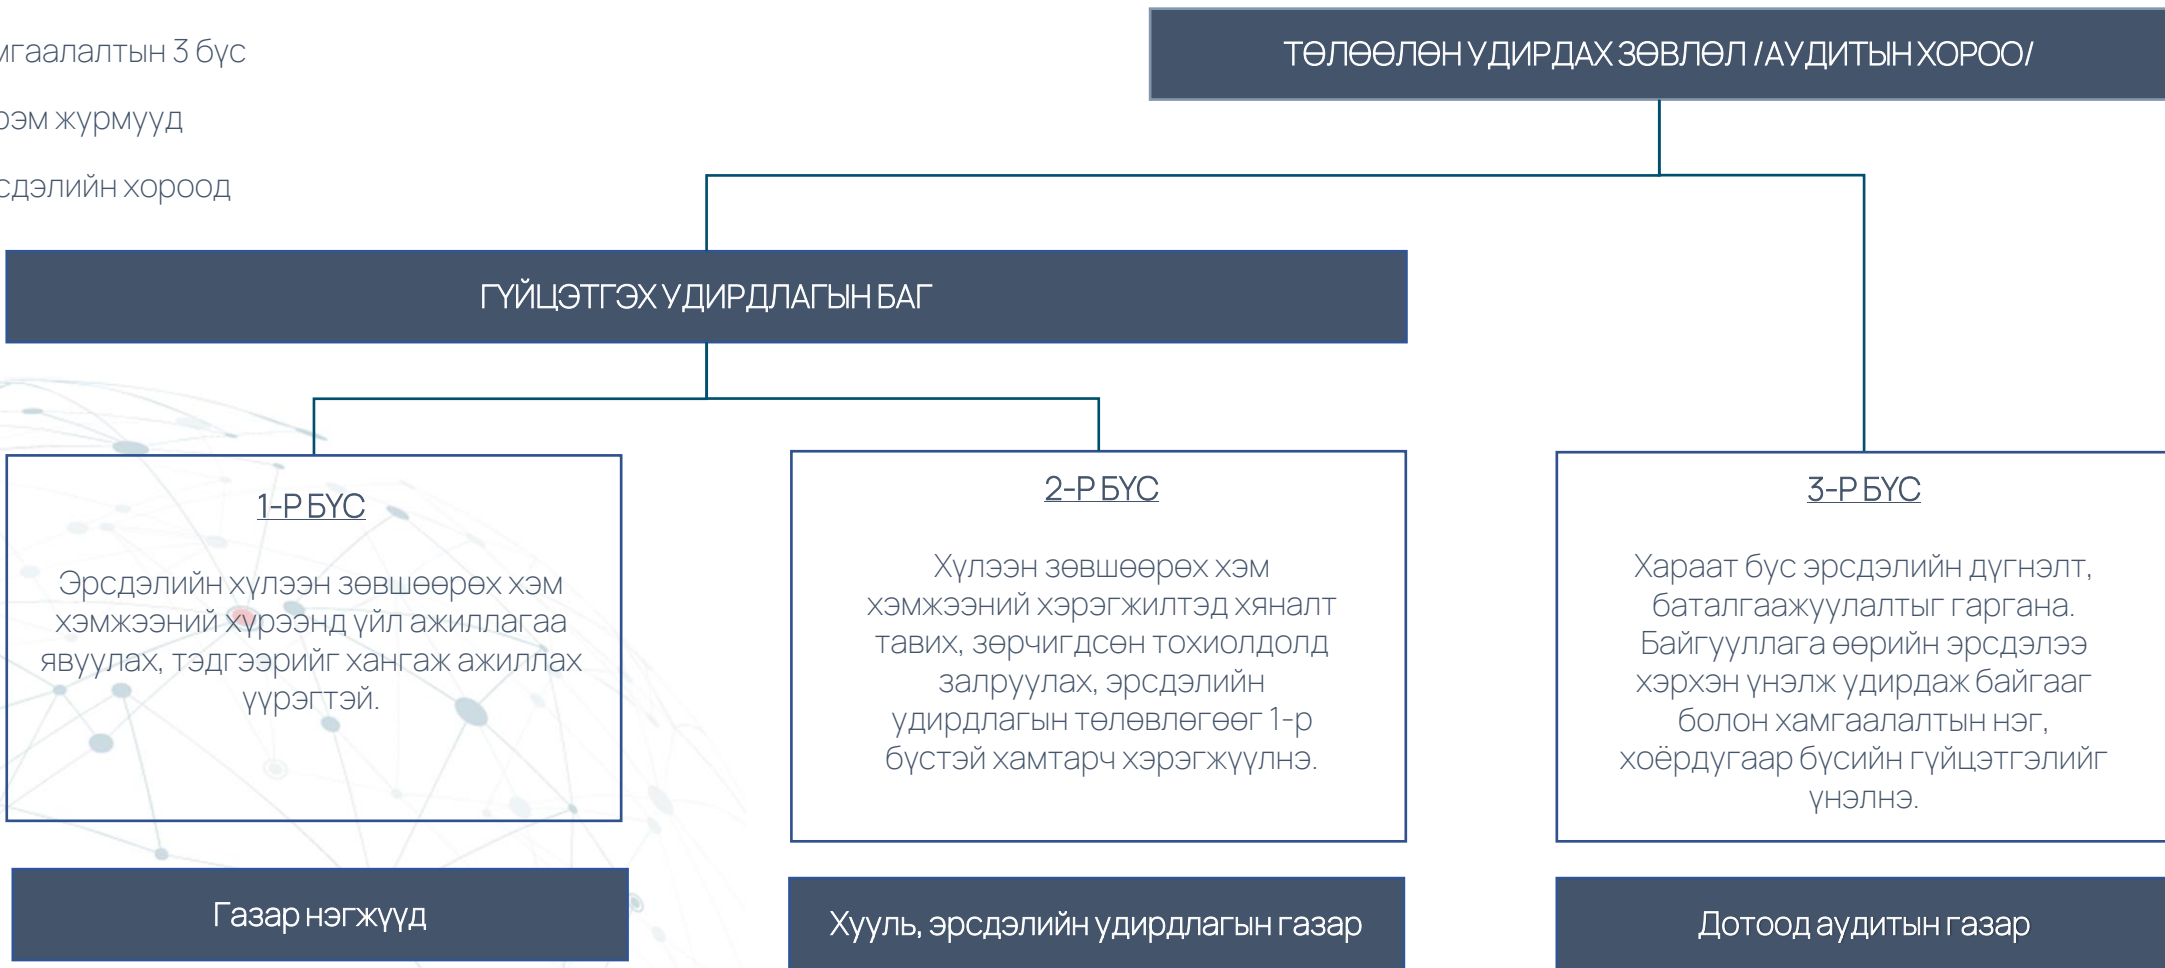 3 бүс
журмууд
хороод
ТӨЛӨӨЛӨН УДИРДАХ ЗӨВЛӨЛ /АУДИТЫН ХОРОО/
ГҮЙЦЭТГЭХ УДИРДЛАГЫН БАГ
1-Р БҮС
Эрсдэлийн хүлээн зөвшөөрөх хэм
хэмжээний хүрээнд үйл ажиллагаа
явуулах, тэдгээрийг хангаж ажиллах
үүрэгтэй.
Газар нэгжүүд
2-Р БҮС
Хүлээн зөвшөөрөх хэм
хэмжээний хэрэгжилтэд хяналт
тавих, зөрчигдсөн тохиолдолд
залруулах, эрсдэлийн
удирдлагын төлөвлөгөөг 1-р
бүстэй хамтарч хэрэгжүүлнэ.
Хууль, эрсдэлийн удирдлагын газар
3-Р БҮС
Хараат бус эрсдэлийн дүгнэлт,
баталгаажуулалтыг гаргана.
Байгууллага өөрийн эрсдэлээ
хэрхэн үнэлж удирдаж байгааг
болон хамгаалалтын нэг,
хоёрдугаар бүсийн гүйцэтгэлийг
үнэлнэ.
Дотоод аудитын газар